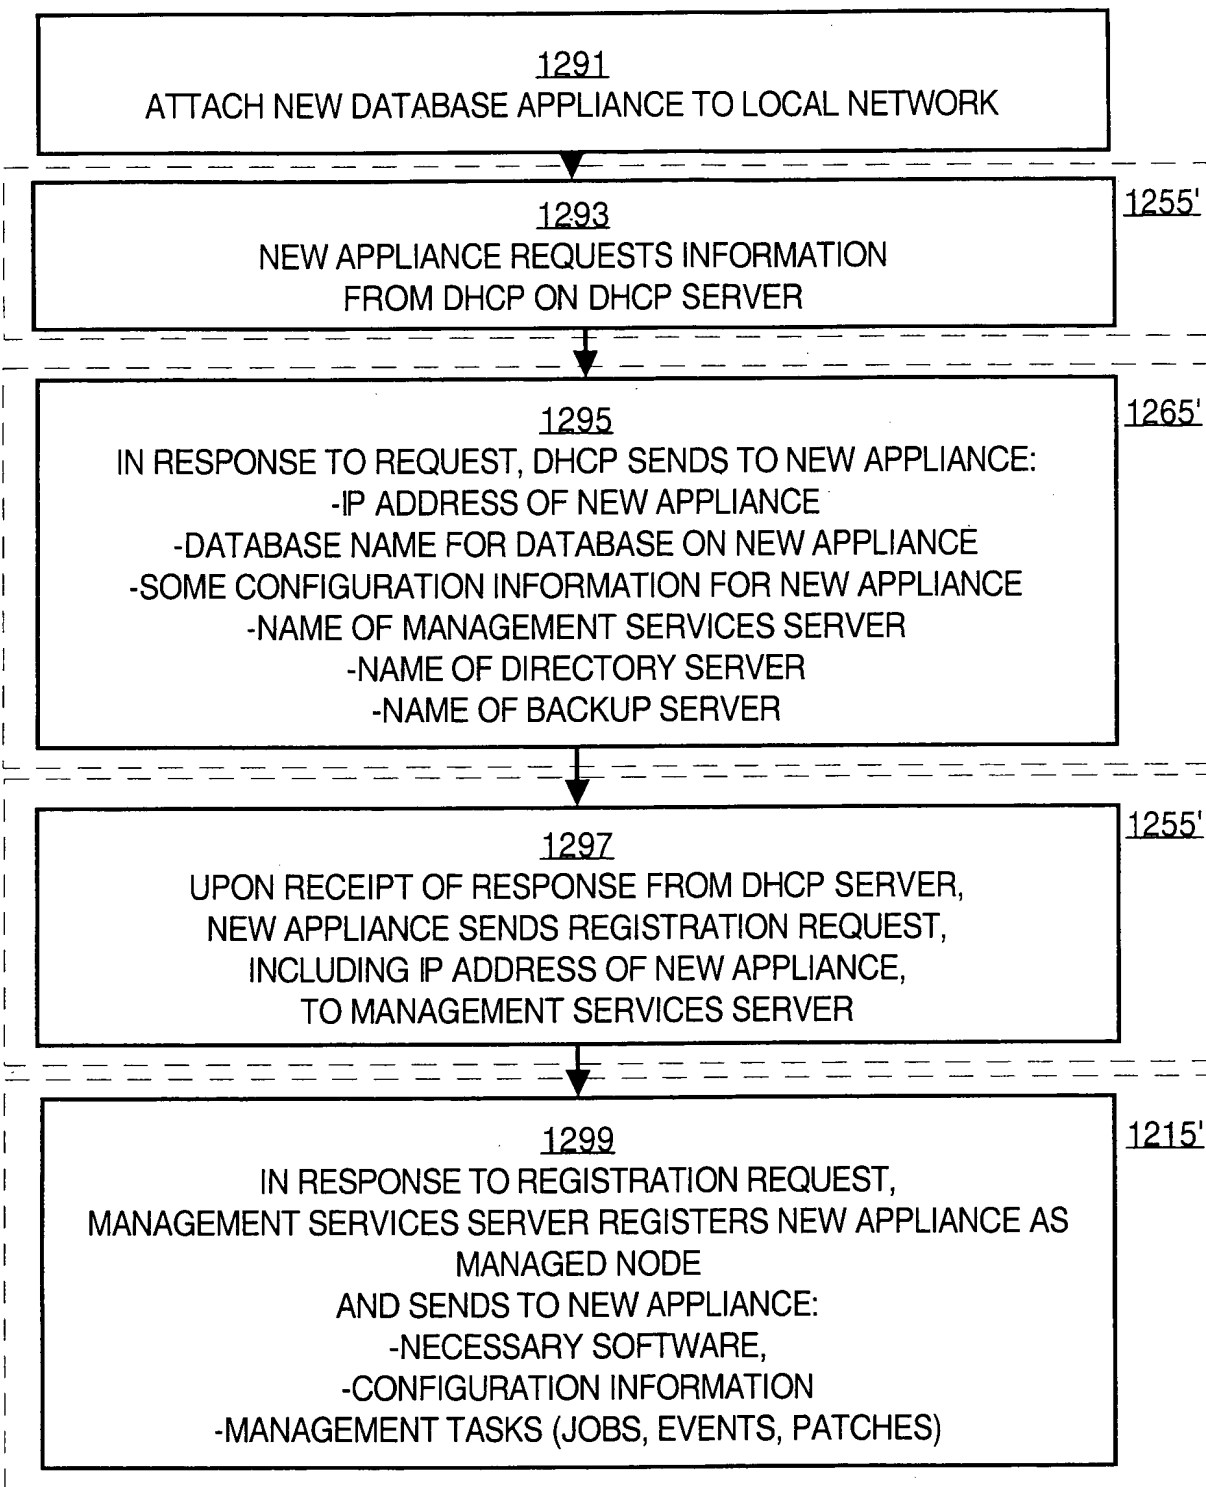 1291
ATTACH NEW DATABASE APPLIANCE TO LOCAL NETWORK
1255'
1293
NEW APPLIANCE REQUESTS INFORMATION
FROM DHCP ON DHCP SERVER
1265'
1295
IN RESPONSE TO REQUEST, DHCP SENDS TO NEW APPLIANCE:
-IP ADDRESS OF NEW APPLIANCE
-DATABASE NAME FOR DATABASE ON NEW APPLIANCE
-SOME CONFIGURATION INFORMATION FOR NEW APPLIANCE
-NAME OF MANAGEMENT SERVICES SERVER
-NAME OF DIRECTORY SERVER
-NAME OF BACKUP SERVER
1255'
1297
UPON RECEIPT OF RESPONSE FROM DHCP SERVER,
NEW APPLIANCE SENDS REGISTRATION REQUEST,
INCLUDING IP ADDRESS OF NEW APPLIANCE,
TO MANAGEMENT SERVICES SERVER
1215'
1299
IN RESPONSE TO REGISTRATION REQUEST,
MANAGEMENT SERVICES SERVER REGISTERS NEW APPLIANCE AS
MANAGED NODE
AND SENDS TO NEW APPLIANCE:
-NECESSARY SOFTWARE,
-CONFIGURATION INFORMATION
-MANAGEMENT TASKS (JOBS, EVENTS, PATCHES)